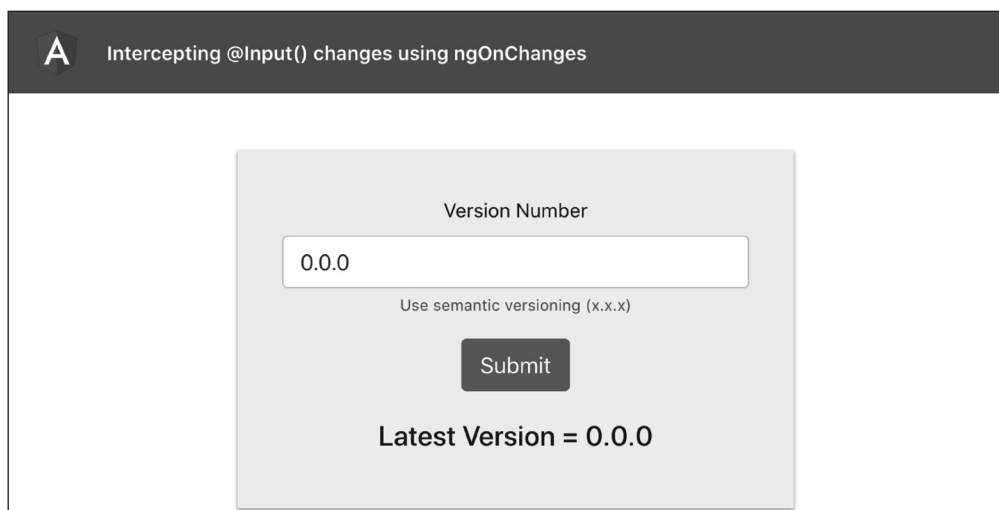 A
Intercepting @Input() changes using ngOnChanges
Version Number
0.0.0
Use semantic versioning (x.x.x)
Submit
Latest Version = 0.0.0